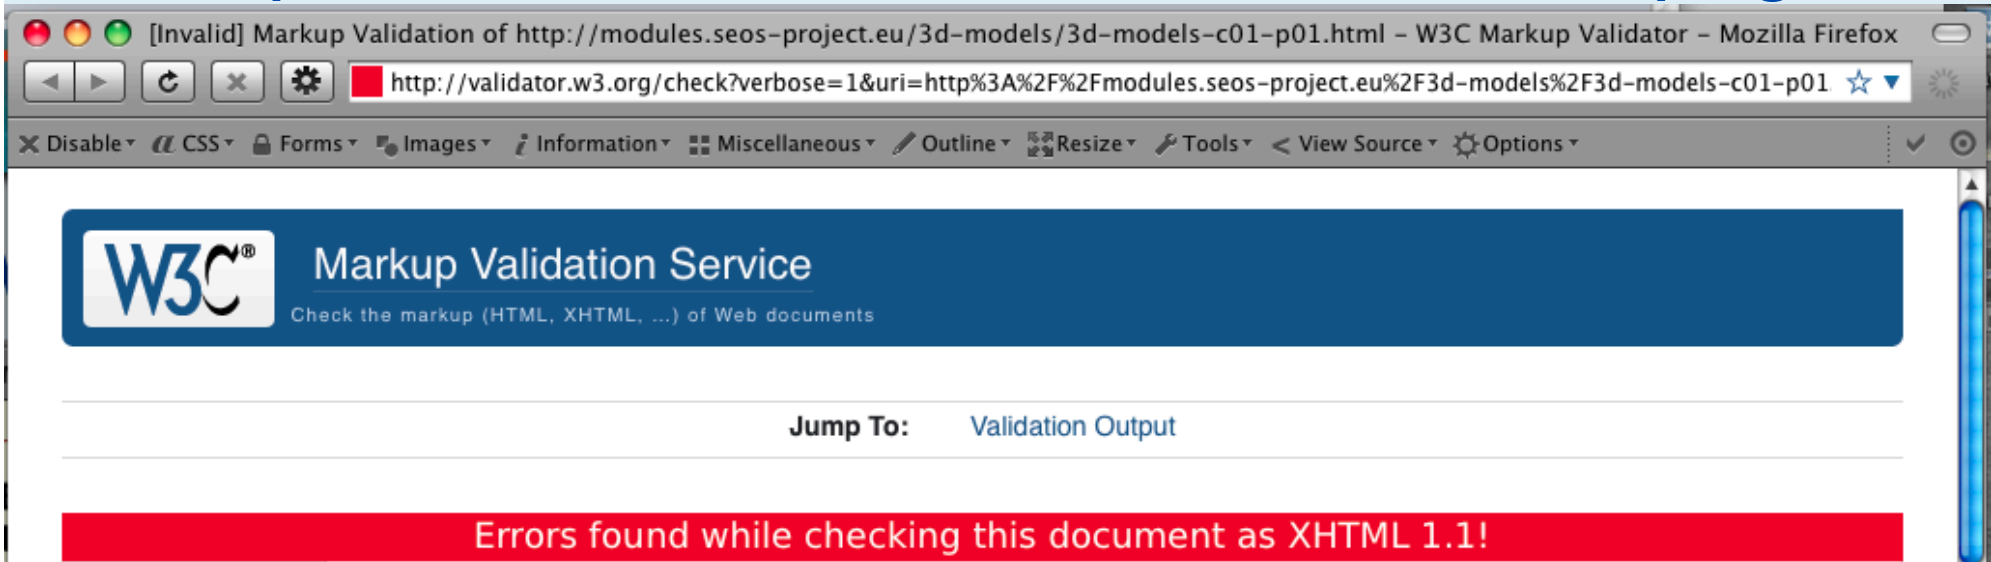 [Invalid] Markup Validation of http://modules.seos-project.eu/3d-models/3d-models-c01-p01.html – W3C Markup Validator – Mozilla Firefox
http://validator.w3.org/check?verbose=1&uri=http%3A%2F%2Fmodules.seos-project.eu%2F3d-models%2F3d-models-c01-p01.
Disable CSS Forms Images Information Miscellaneous Outline Resize Tools View Source Options
W3C® Markup Validation Service
Check the markup (HTML, XHTML, ...) of Web documents
Jump To: Validation Output
Errors found while checking this document as XHTML 1.1!